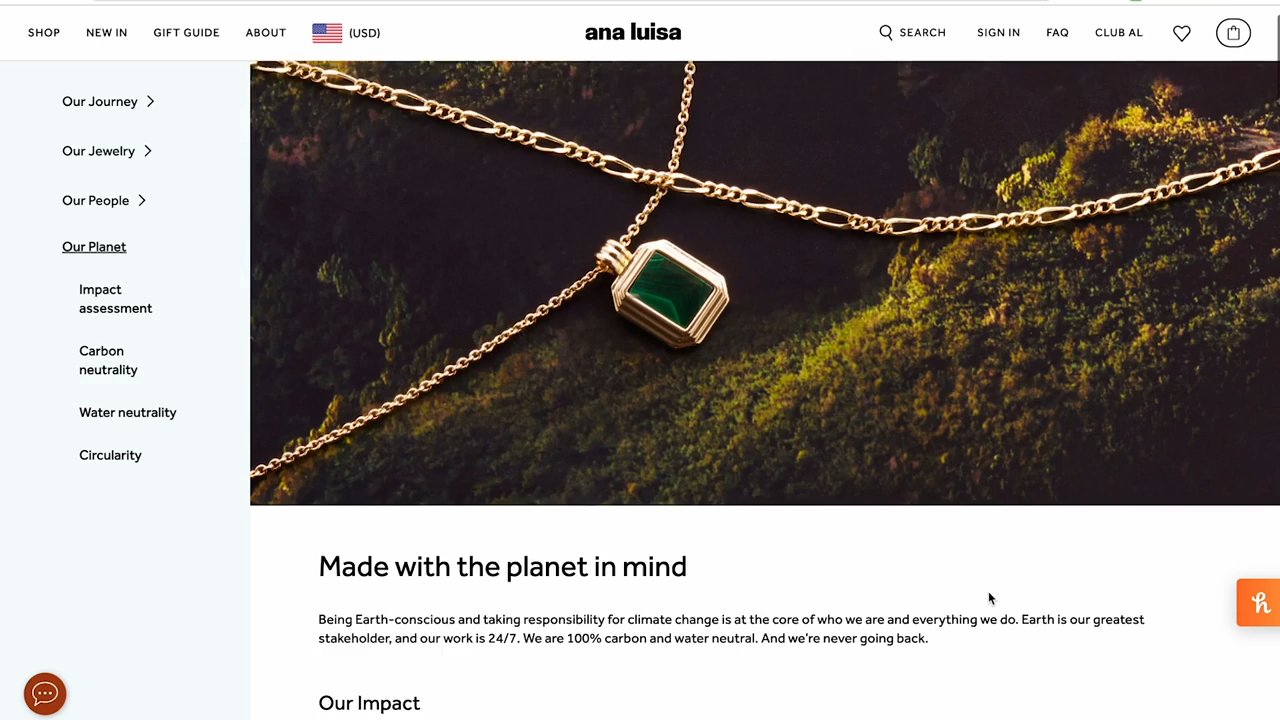 SHOP NEW IN GIFT GUIDE ABOUT (USD) ana luisa SEARCH SIGN IN FAQ CLUB AL
Our Journey
Our Jewelry
Our People
Our Planet
Impact
assessment
Carbon
neutrality
Water neutrality
Circularity
Made with the planet in mind
Being Earth-conscious and taking responsibility for climate change is at the core of who we are and everything we do. Earth is our greatest
stakeholder, and our work is 24/7. We are 100% carbon and water neutral. And we're never going back.
Our Impact
h